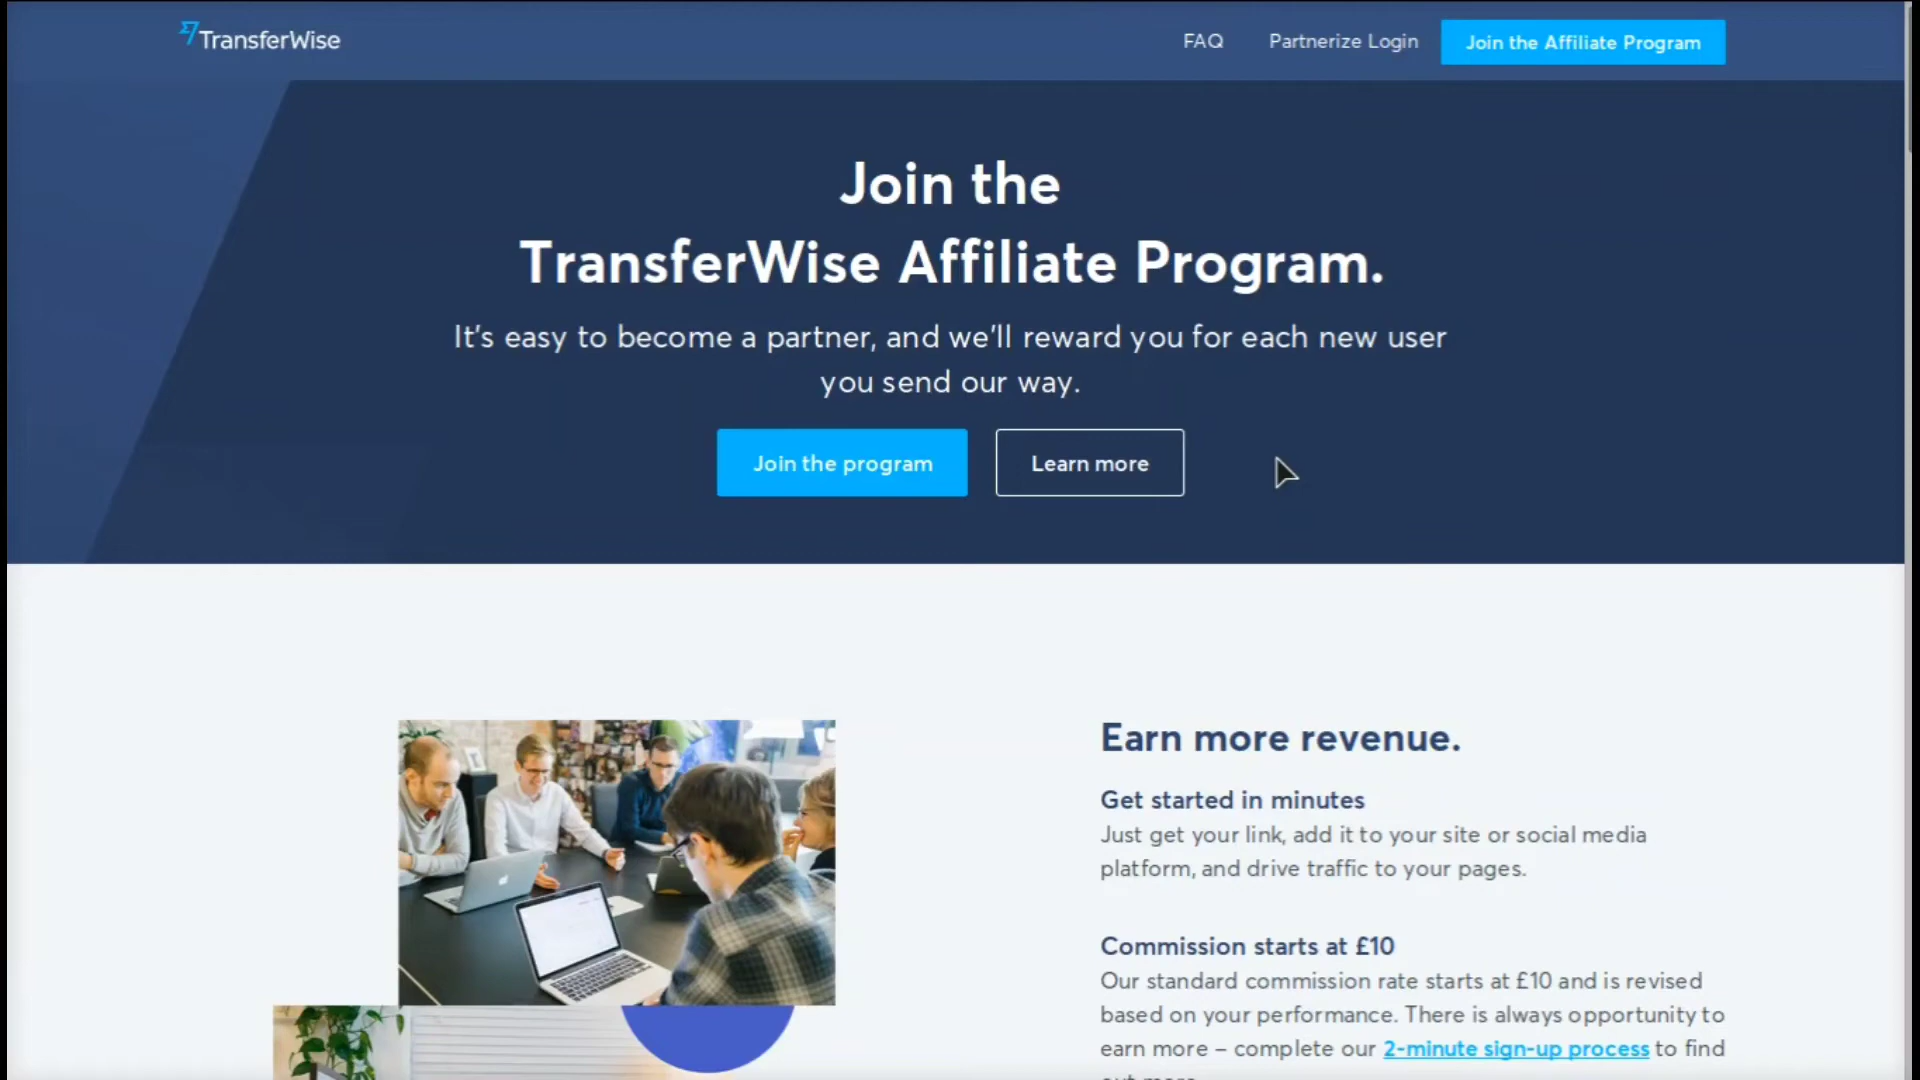 TransferWise
FAQ
Partnerize Login
Join the Affiliate Program
Join the
TransferWise Affiliate Program.
It's easy to become a partner, and we'll reward you for each new user
you send our way.
Join the program
Learn more
Earn more revenue.
Get started in minutes
Just get your link, add it to your site or social media
platform, and drive traffic to your pages.
Commission starts at £10
Our standard commission rate starts at £10 and is revised
based on your performance. There is always opportunity to
earn more – complete our 2-minute sign-up process to find